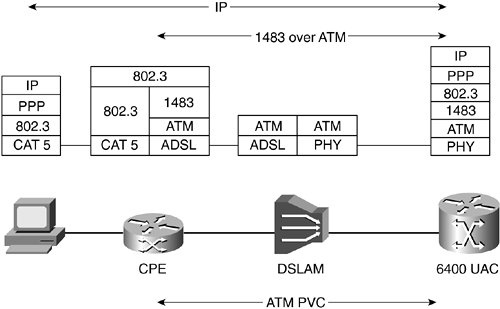 IP
1483 over ATM
IP
PPP
802.3
CAT 5
802.3
802.3
1483
ATM
CAT 5
ADSL
ATM
ATM
ADSL
PHY
IP
PPP
802.3
1483
ATM
PHY
CPE
DSLAM
6400 UAC
ATM PVC